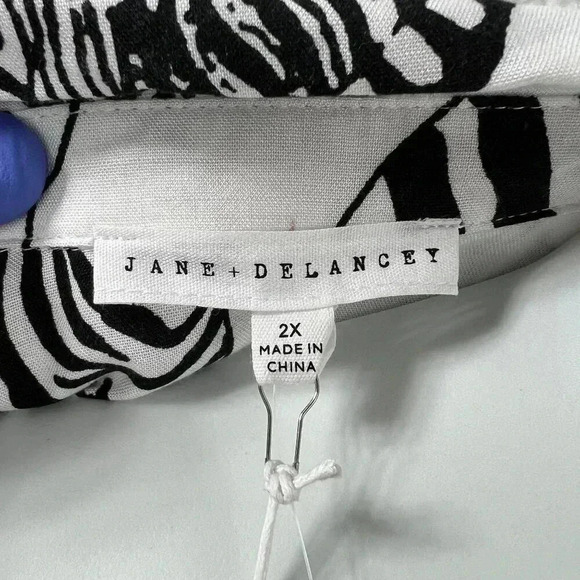 JANE + DELANCEY
2X
MADE IN
CHINA